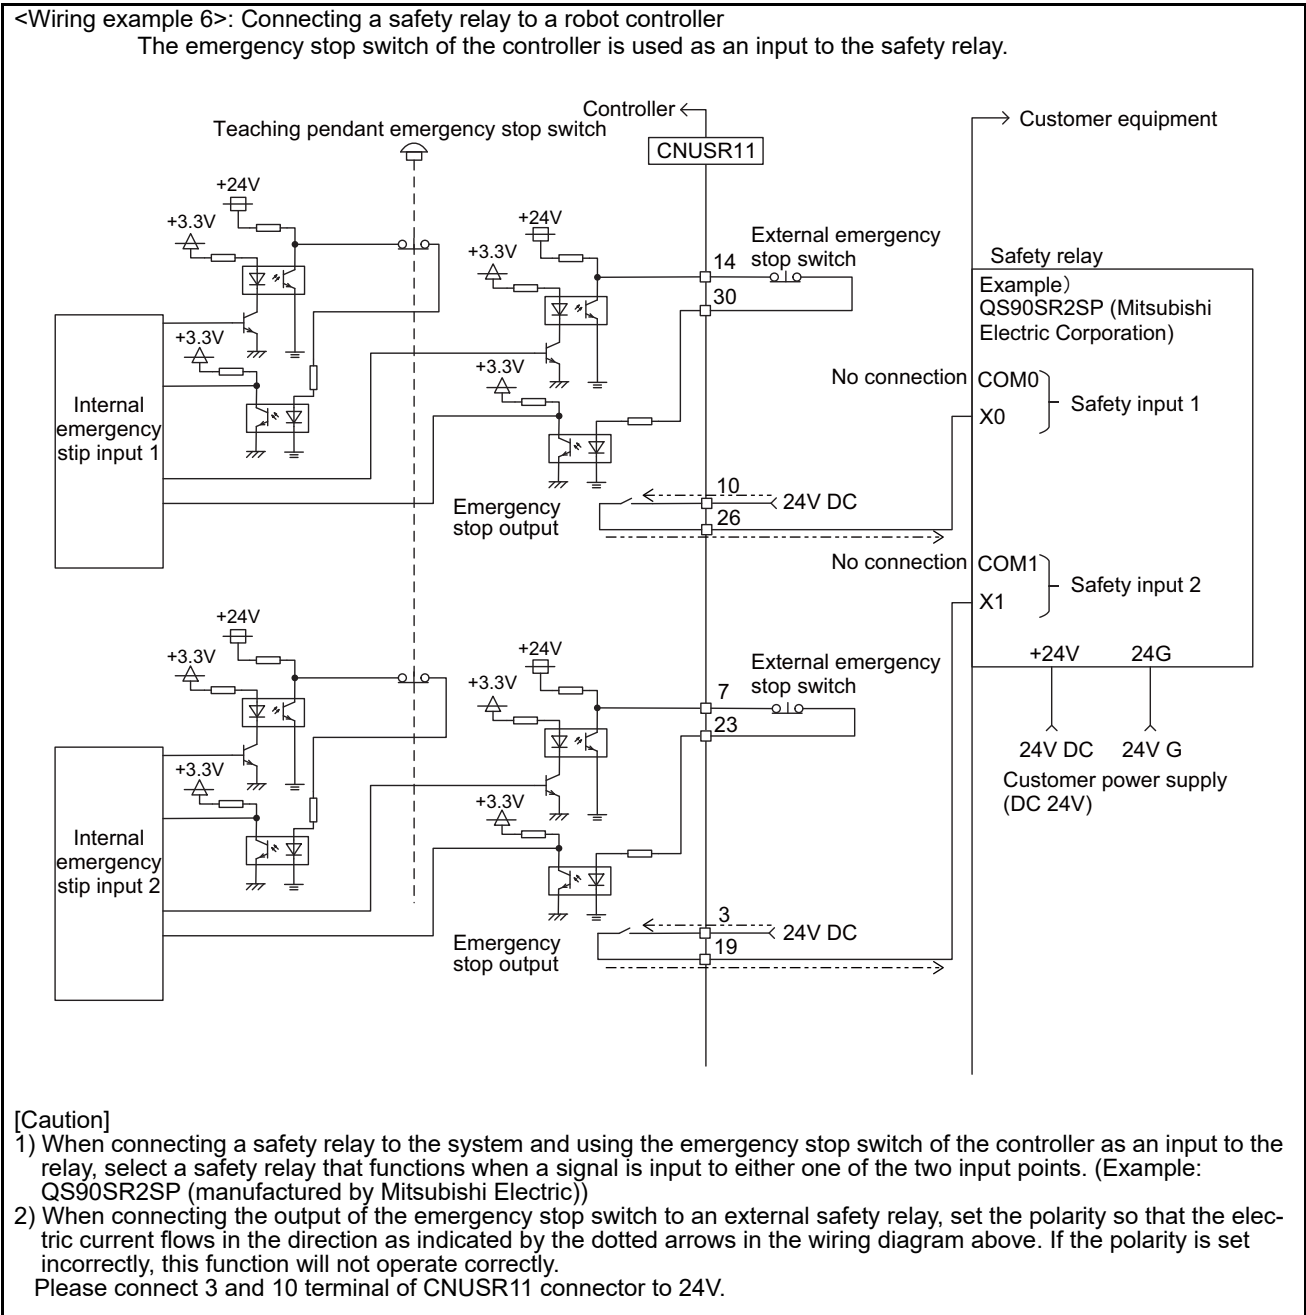 <Wiring example 6>: Connecting a safety relay to a robot controller
The emergency stop switch of the controller is used as an input to the safety relay.
Controller
Customer equipment
Teaching pendant emergency stop switch
CNUSR11
+24V
+3.3V
+24V
+3.3V
External emergency
stop switch
14
30
Safety relay
Example)
QS90SR2SP (Mitsubishi
Electric Corporation)
+3.3V
+3.3V
No connection
COM0
X0
Safety input 1
Internal
emergency
stip input 1
Emergency
stop output
10
24V DC
26
No connection
COM1
X1
Safety input 2
+24V
24G
+24V
+3.3V
+24V
+3.3V
External emergency
stop switch
7
23
24V DC
24V G
Customer power supply
(DC 24V)
+3.3V
+3.3V
Internal
emergency
stip input 2
Emergency
stop output
3
24V DC
19
[Caution]
1) When connecting a safety relay to the system and using the emergency stop switch of the controller as an input to the
relay, select a safety relay that functions when a signal is input to either one of the two input points. (Example:
QS90SR2SP (manufactured by Mitsubishi Electric))
2) When connecting the output of the emergency stop switch to an external safety relay, set the polarity so that the elec-
tric current flows in the direction as indicated by the dotted arrows in the wiring diagram above. If the polarity is set
incorrectly, this function will not operate correctly.
Please connect 3 and 10 terminal of CNUSR11 connector to 24V.